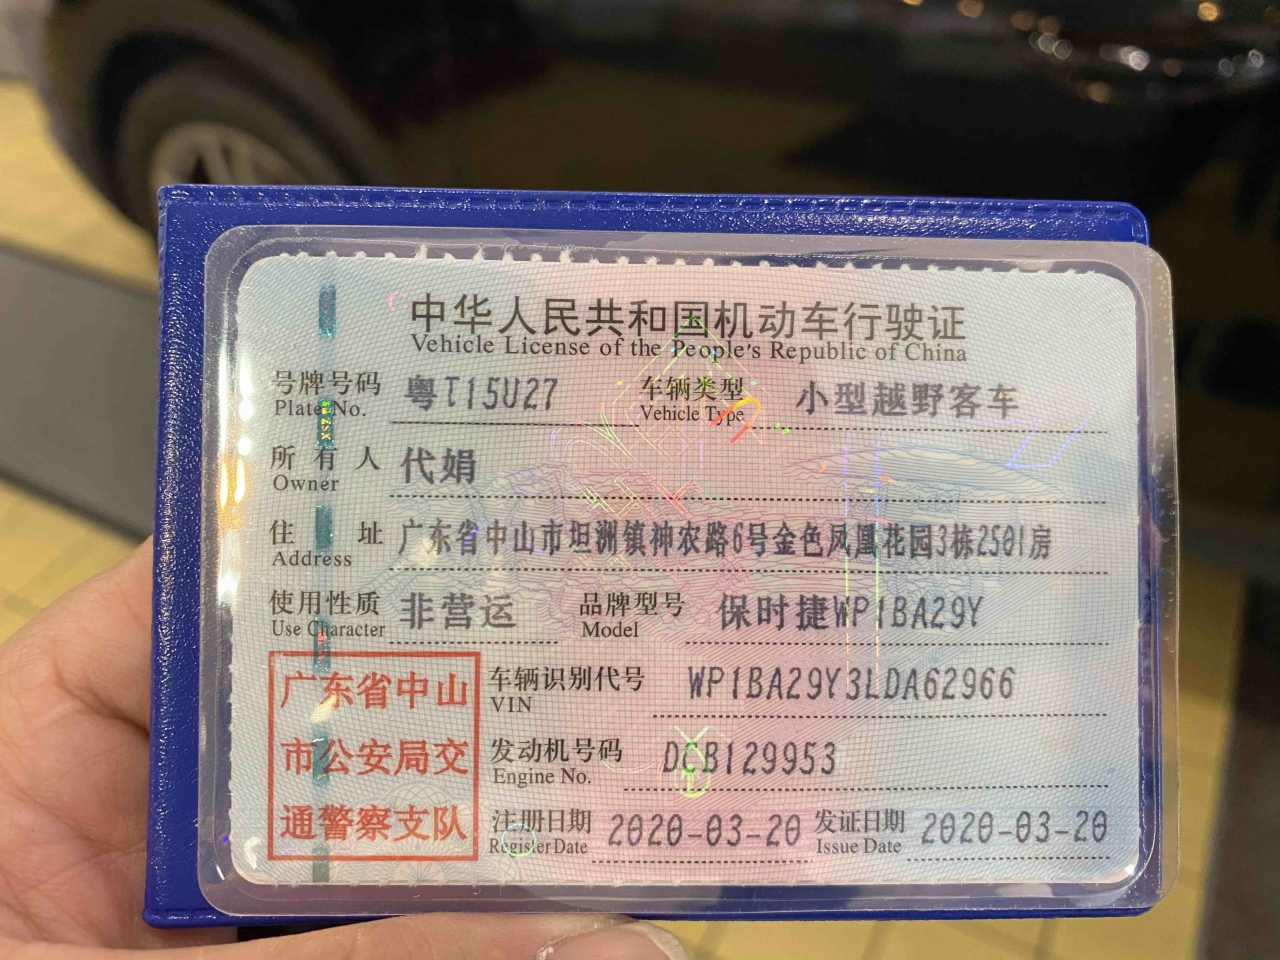 中华人民共和国机动车行驶证
Vehicle License of the People's Republic of China
号牌号码 粤T15U27 车辆类型 小型越野客车
Plate No. Vehicle Type
所有人 代娟
Owner
住址 广东省中山市坦洲镇神农路6号金色凤凰花园3栋2501房
Address
使用性质 非营运 品牌型号 保时捷WP1BA29Y
Use Character Model
广东省中山
市公安局交
通警察支队
车辆识别代号 WP1BA29Y3LDA62966
VIN
发动机号码 DCB129953
Engine No.
注册日期 2020-03-20 发证日期 2020-03-20
Register Date Issue Date